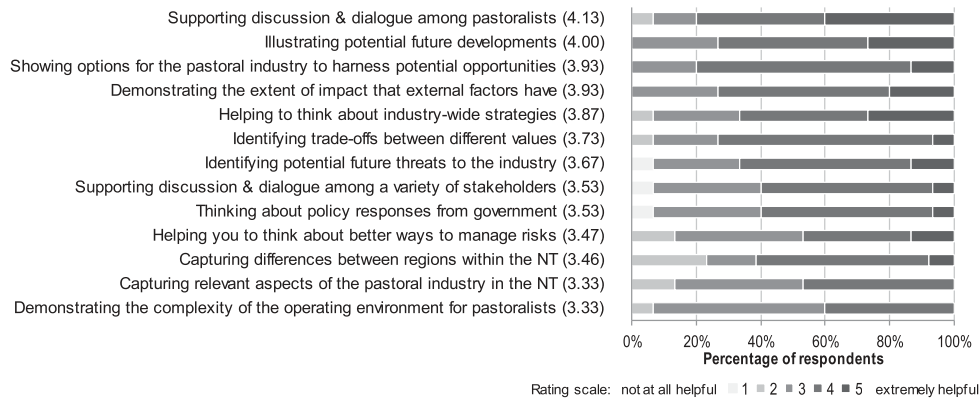 Supporting discussion & dialogue among pastoralists (4.13)
Illustrating potential future developments (4.00)
Showing options for the pastoral industry to harness potential opportunities (3.93)
Demonstrating the extent of impact that external factors have (3.93)
Helping to think about industry-wide strategies (3.87)
Identifying trade-offs between different values (3.73)
Identifying potential future threats to the industry (3.67)
Supporting discussion & dialogue among a variety of stakeholders (3.53)
Thinking about policy responses from government (3.53)
Helping you to think about better ways to manage risks (3.47)
Capturing differences between regions within the NT (3.46)
Capturing relevant aspects of the pastoral industry in the NT (3.33)
Demonstrating the complexity of the operating environment for pastoralists (3.33)
0% 20% 40% 60% 80% 100%
Percentage of respondents
Rating scale: not at all helpful 1 2 3 4 5 extremely helpful